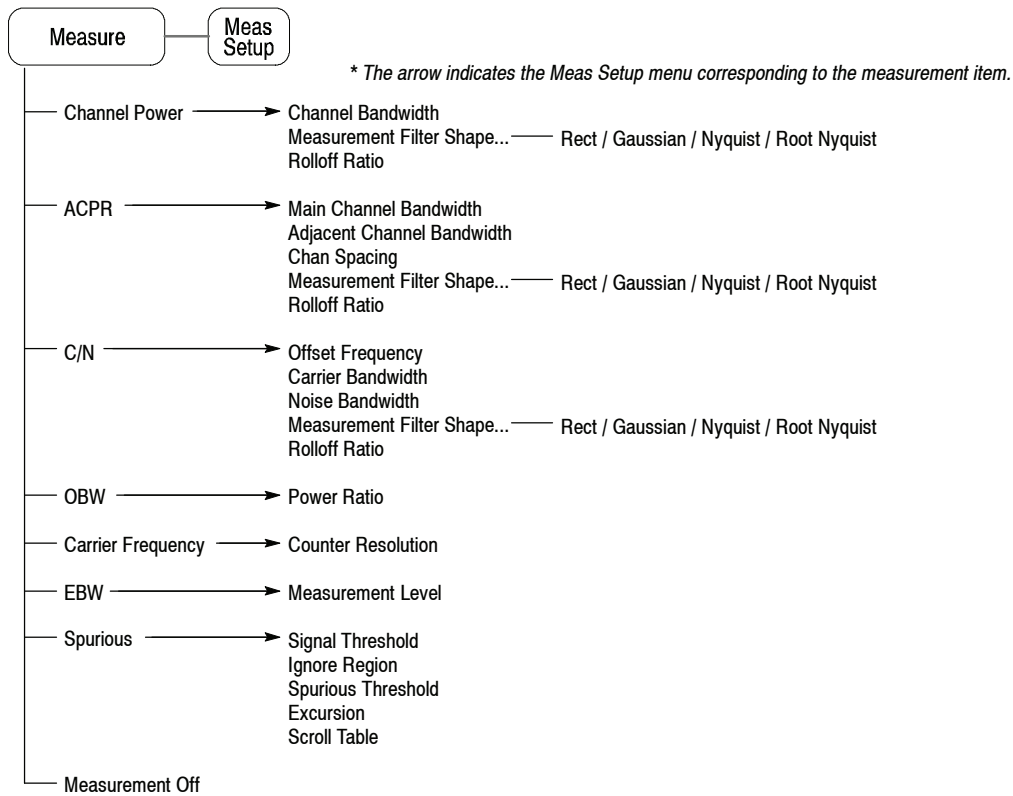 Measure
Meas
Setup
* The arrow indicates the Meas Setup menu corresponding to the measurement item.
Channel Power Channel Bandwidth
Measurement Filter Shape... Rect / Gaussian / Nyquist / Root Nyquist
Rolloff Ratio
ACPR Main Channel Bandwidth
Adjacent Channel Bandwidth
Chan Spacing
Measurement Filter Shape... Rect / Gaussian / Nyquist / Root Nyquist
Rolloff Ratio
C/N Offset Frequency
Carrier Bandwidth
Noise Bandwidth
Measurement Filter Shape... Rect / Gaussian / Nyquist / Root Nyquist
Rolloff Ratio
OBW Power Ratio
Carrier Frequency Counter Resolution
EBW Measurement Level
Spurious Signal Threshold
Ignore Region
Spurious Threshold
Excursion
Scroll Table
Measurement Off